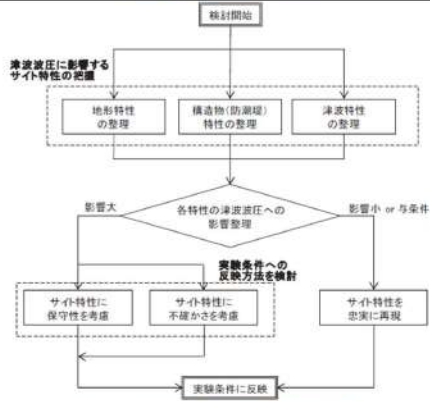 検討開始
津波波圧に影響する
サイト特性の把握
地形特性
の整理
構造物(防潮堤)
特性の整理
津波特性
の整理
各特性の津波波圧への
影響整理
影響大
影響小 or 与条件
実験条件への
反映方法を検討
サイト特性に
保守性を考慮
サイト特性に
不確かさを考慮
サイト特性を
忠実に再現
実験条件に反映